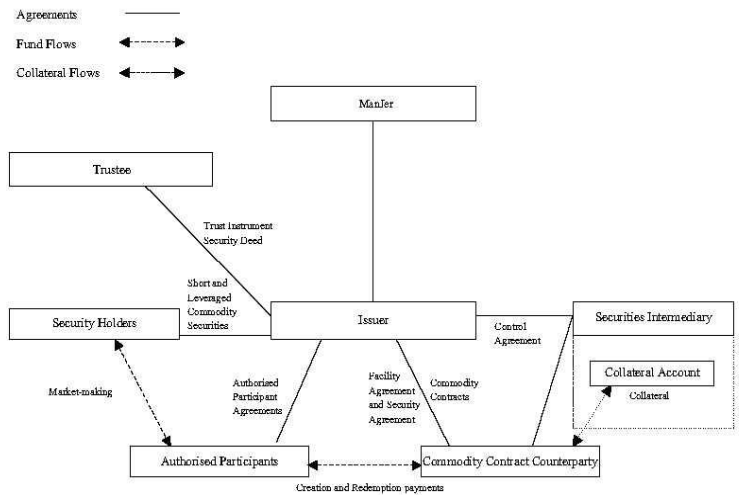 Agreements
Fund Flows
Collateral Flows
ManJer
Trustee
Trust Instrument
Security Deed
Short and
Leveraged
Commodity
Securities
Security Holders
Issuer
Control
Agreement
Securities Intermediary
Collateral Account
Collateral
Market-making
Authorised
Participant
Agreements
Facility
Agreement
and Security
Agreement
Commodity
Contracts
Authorised Participants
Commodity Contract Counterparty
Creation and Redemption payments